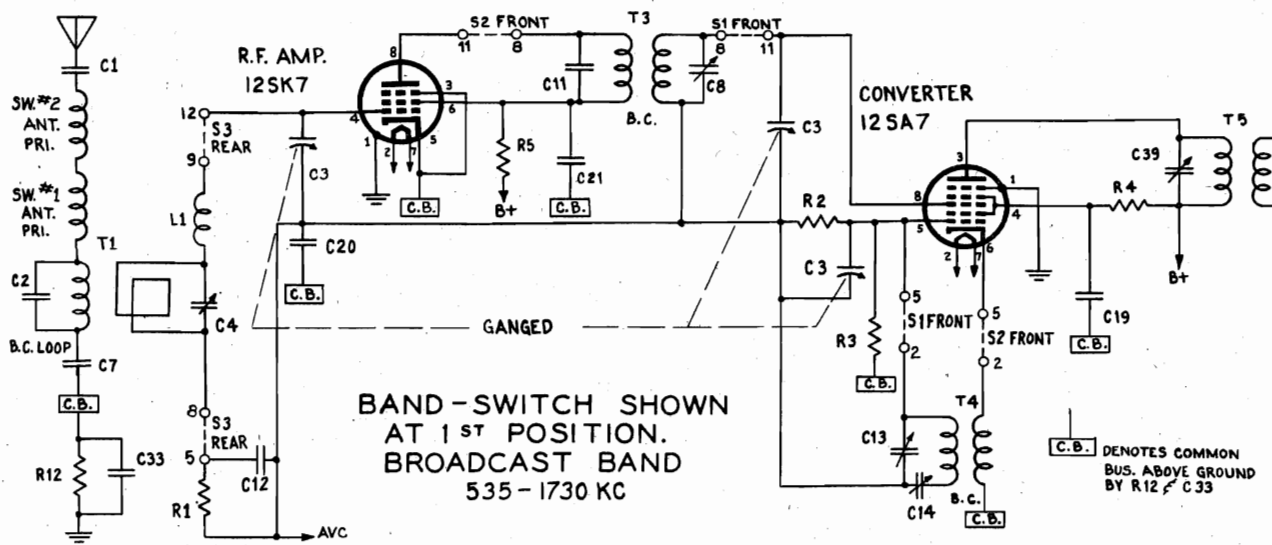 C1
SW.#2
ANT.
PRI.
SW.#1
ANT.
PRI.
T1
C2
B.C. LOOP
C7
C.B.
R12
C33
12
S3
REAR
9
L1
C4
8
S3
REAR
5
C12
R1
AVC
R.F. AMP.
12SK7
8
3
6
4
5
1
2
7
C.B.
C3
C20
C.B.
S2 FRONT
11
8
C11
T3
B.C.
R5
B+
C21
C.B.
S1 FRONT
8
11
C8
C3
GANGED
CONVERTER
12SA7
3
1
8
4
5
6
2
7
R2
C3
R3
C.B.
5
S1 FRONT
2
5
S2 FRONT
2
T4
C13
C14
B.C.
C.B.
C39
T5
R4
B+
C19
C.B.
BAND-SWITCH SHOWN
AT 1ST POSITION.
BROADCAST BAND
535-1730 KC
C.B. DENOTES COMMON
BUS. ABOVE GROUND
BY R12 & C33